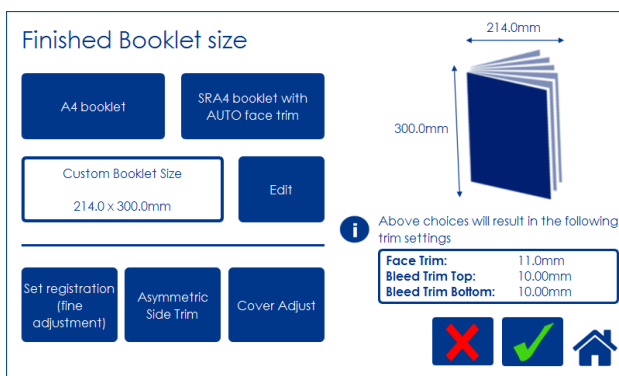 Finished Booklet size
A4 booklet
SRA4 booklet with
AUTO face trim
Custom Booklet Size
214.0 x 300.0mm
Edit
Set registration
(fine
adjustment)
Asymmetric
Side Trim
Cover Adjust
214.0mm
300.0mm
i
Above choices will result in the following
trim settings
Face Trim: 11.0mm
Bleed Trim Top: 10.00mm
Bleed Trim Bottom: 10.00mm